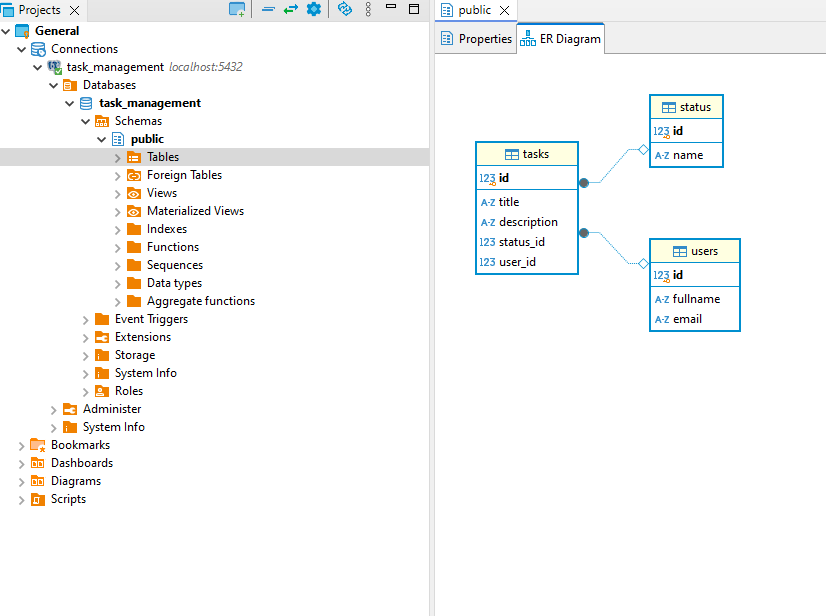 Projects
General
Connections
task_management localhost:5432
Databases
task_management
Schemas
public
Tables
Foreign Tables
Views
Materialized Views
Indexes
Functions
Sequences
Data types
Aggregate functions
Event Triggers
Extensions
Storage
System Info
Roles
Administer
System Info
Bookmarks
Dashboards
Diagrams
Scripts
public
Properties
ER Diagram
tasks
123 id
A-Z title
A-Z description
123 status_id
123 user_id
status
123 id
A-Z name
users
123 id
A-Z fullname
A-Z email